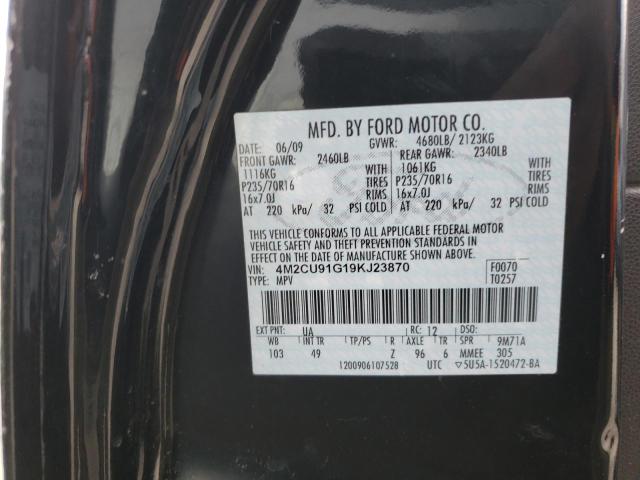 MFD. BY FORD MOTOR CO.
DATE: 06/09 GVWR: 4680LB/ 2123KG
FRONT GAWR: 2460LB REAR GAWR: 2340LB
1116KG WITH 1061KG WITH
P235/70R16 TIRES P235/70R16 TIRES
16x7.0J RIMS 16x7.0J RIMS
AT 220 kPa/ 32 PSI COLD AT 220 kPa/ 32 PSI COLD
THIS VEHICLE CONFORMS TO ALL APPLICABLE FEDERAL MOTOR
VEHICLE SAFETY AND THEFT PREVENTION STANDARDS IN
EFFECT ON THE DATE OF MANUFACTURE SHOWN ABOVE.
VEH. IDENT. NO: 4M2CU91G19KJ23870 F0070
TYPE: MPV T0257
EXT PNT: UA RC: 12 DSO:
WB INT TR TP/PS R AXLE TR SPR 9M71A
103 49 Z 96 6 MMEE 305
1200906107528 UTC ▽5U5A-1520472-BA